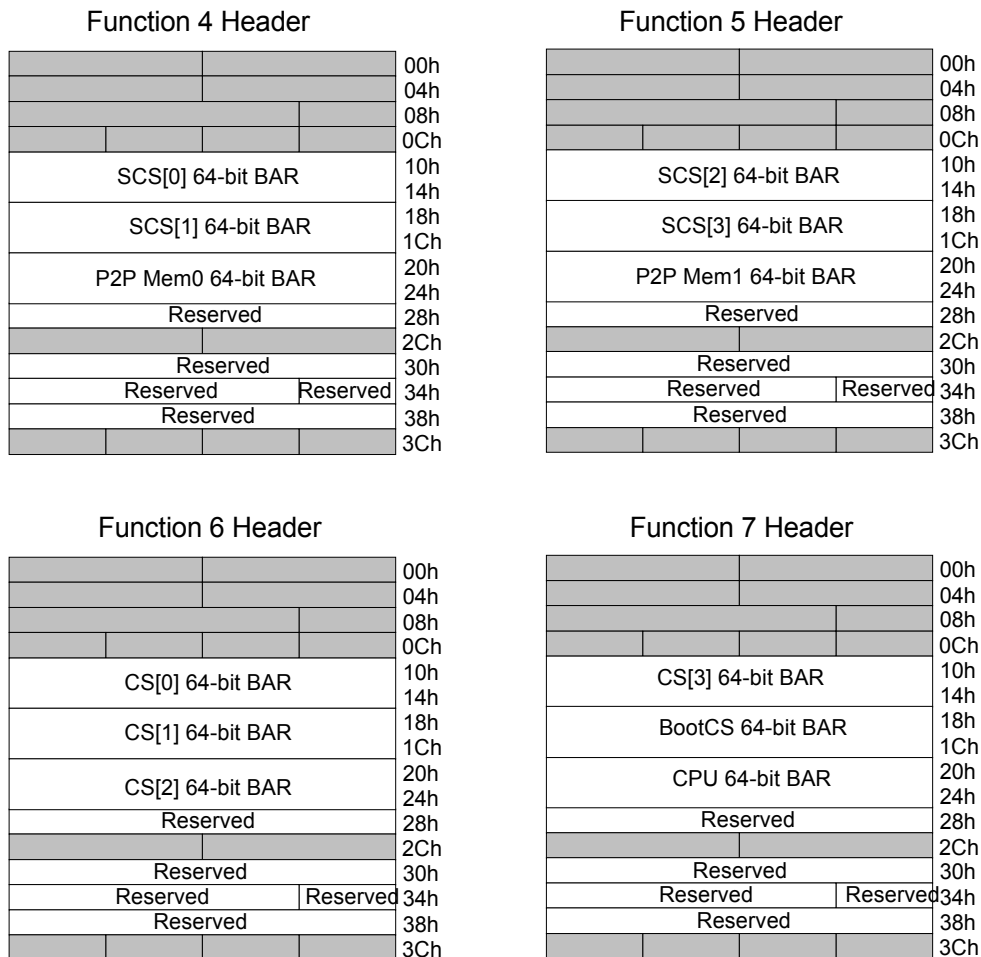 Function 4 Header
00h
04h
08h
0Ch
SCS[0] 64-bit BAR
10h
14h
SCS[1] 64-bit BAR
18h
1Ch
P2P Mem0 64-bit BAR
20h
24h
Reserved 28h
2Ch
Reserved 30h
Reserved Reserved 34h
Reserved 38h
3Ch
Function 5 Header
00h
04h
08h
0Ch
SCS[2] 64-bit BAR
10h
14h
SCS[3] 64-bit BAR
18h
1Ch
P2P Mem1 64-bit BAR
20h
24h
Reserved 28h
2Ch
Reserved 30h
Reserved Reserved 34h
Reserved 38h
3Ch
Function 6 Header
00h
04h
08h
0Ch
CS[0] 64-bit BAR
10h
14h
CS[1] 64-bit BAR
18h
1Ch
CS[2] 64-bit BAR
20h
24h
Reserved 28h
2Ch
Reserved 30h
Reserved Reserved 34h
Reserved 38h
3Ch
Function 7 Header
00h
04h
08h
0Ch
CS[3] 64-bit BAR
10h
14h
BootCS 64-bit BAR
18h
1Ch
CPU 64-bit BAR
20h
24h
Reserved 28h
2Ch
Reserved 30h
Reserved Reserved 34h
Reserved 38h
3Ch